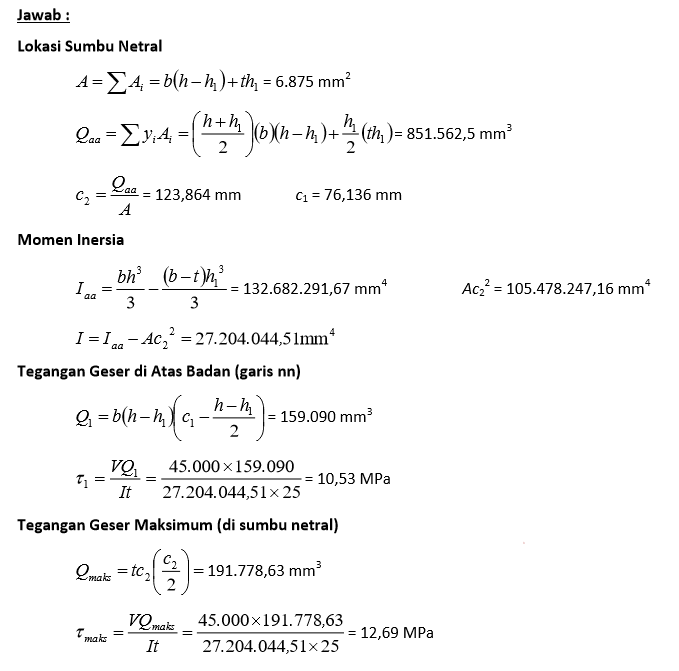 Jawab :
Lokasi Sumbu Netral
A = ∑ A_i = b(h − h_1) + th_1 = 6.875 mm²
Q_aa = ∑ y_i A_i = ((h + h_1)/2)(b)(h − h_1) + (h_1/2)(th_1) = 851.562,5 mm³
c_2 = Q_aa/A = 123,864 mm c_1 = 76,136 mm
Momen Inersia
I_aa = bh³/3 − (b − t)h_1³/3 = 132.682.291,67 mm⁴ Ac_2² = 105.478.247,16 mm⁴
I = I_aa − Ac_2² = 27.204.044,51mm⁴
Tegangan Geser di Atas Badan (garis nn)
Q_1 = b(h − h_1)(c_1 − (h − h_1)/2) = 159.090 mm³
τ_1 = VQ_1/It = (45.000 × 159.090)/(27.204.044,51 × 25) = 10,53 MPa
Tegangan Geser Maksimum (di sumbu netral)
Q_maks = tc_2(c_2/2) = 191.778,63 mm³
τ_maks = VQ_maks/It = (45.000×191.778,63)/(27.204.044,51×25) = 12,69 MPa